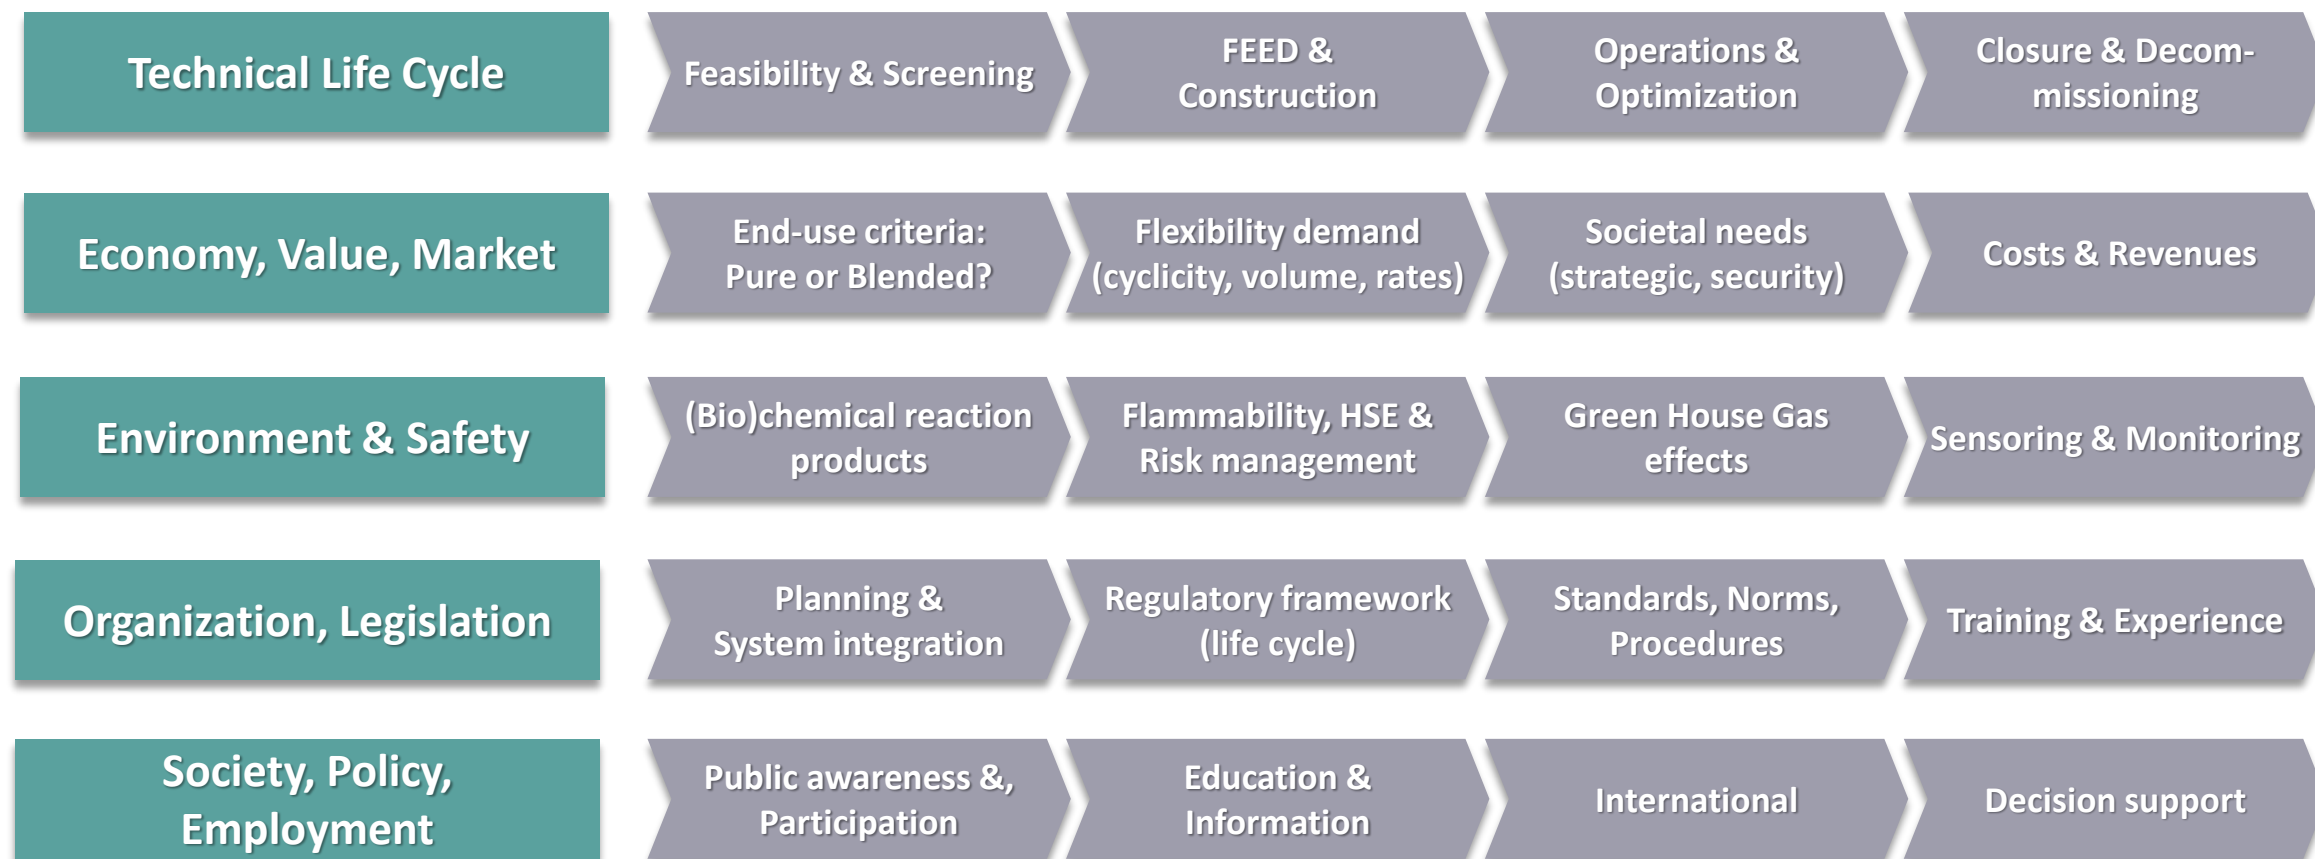 Technical Life Cycle
Feasibility & Screening
FEED &
Construction
Operations &
Optimization
Closure & Decom-
missioning
Economy, Value, Market
End-use criteria:
Pure or Blended?
Flexibility demand
(cyclicity, volume, rates)
Societal needs
(strategic, security)
Costs & Revenues
Environment & Safety
(Bio)chemical reaction
products
Flammability, HSE &
Risk management
Green House Gas
effects
Sensoring & Monitoring
Organization, Legislation
Planning &
System integration
Regulatory framework
(life cycle)
Standards, Norms,
Procedures
Training & Experience
Society, Policy,
Employment
Public awareness &,
Participation
Education &
Information
International
Decision support